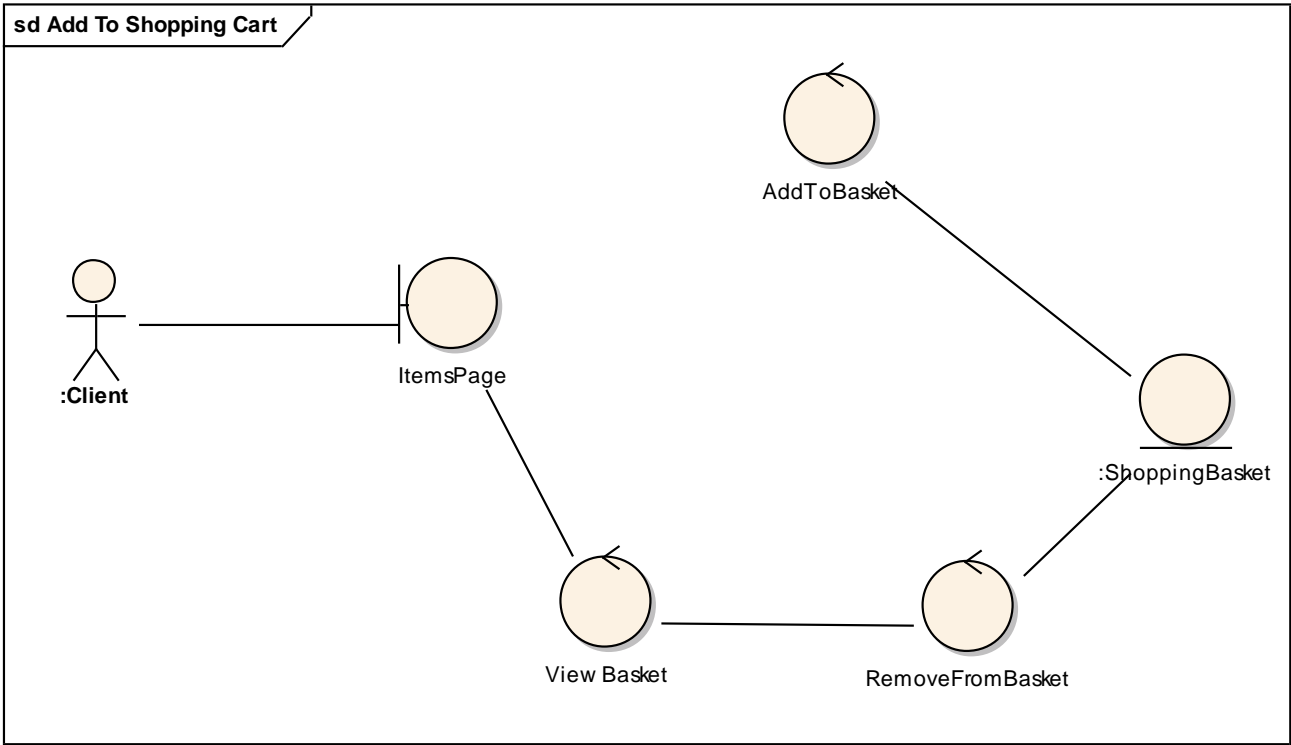 sd Add To Shopping Cart
AddToBasket
:Client
ItemsPage
:ShoppingBasket
View Basket
RemoveFromBasket